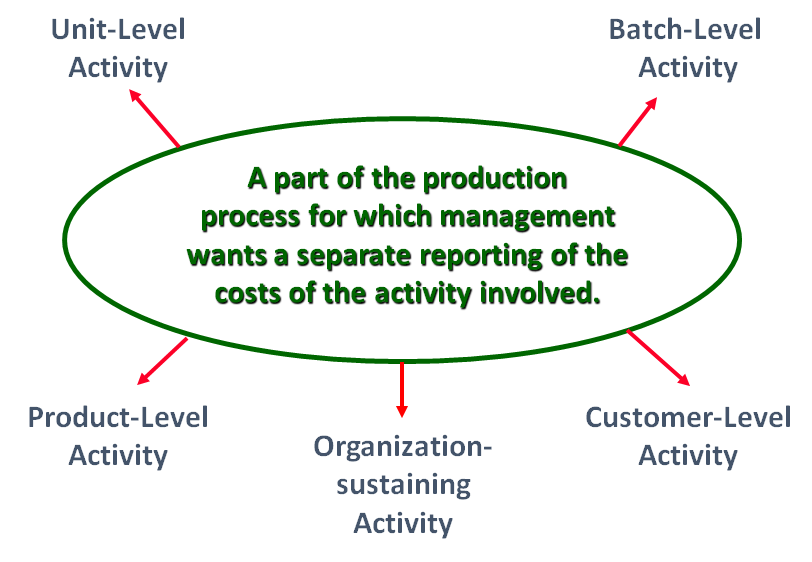 Unit-Level
Activity
Batch-Level
Activity
A part of the production
process for which management
wants a separate reporting of the
costs of the activity involved.
Product-Level
Activity
Organization-
sustaining
Activity
Customer-Level
Activity